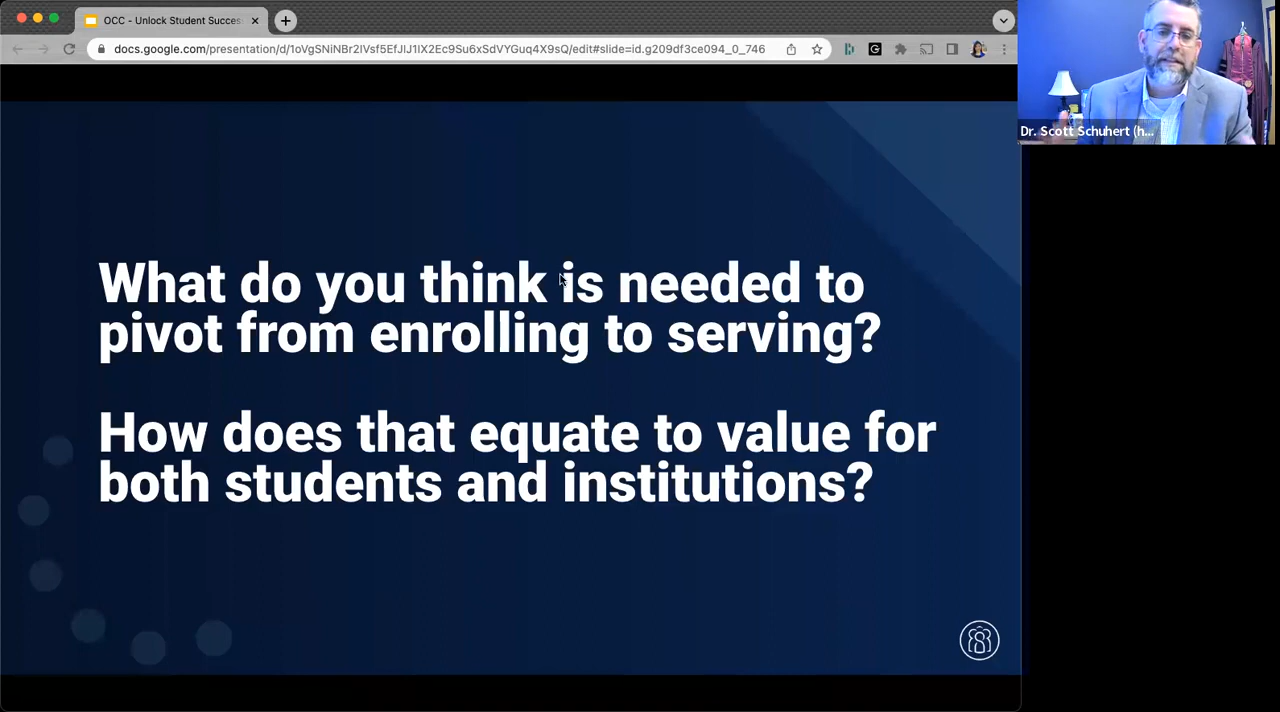 OCC - Unlock Student Succes
docs.google.com/presentation/d/1oVgSNiNBr2IVsf5EfJIJ1IX2Ec9Su6xSdVYGuq4X9sQ/edit#slide=id.g209df3ce094_0_746
Dr. Scott Schuhert (h...
What do you think is needed to
pivot from enrolling to serving?
How does that equate to value for
both students and institutions?